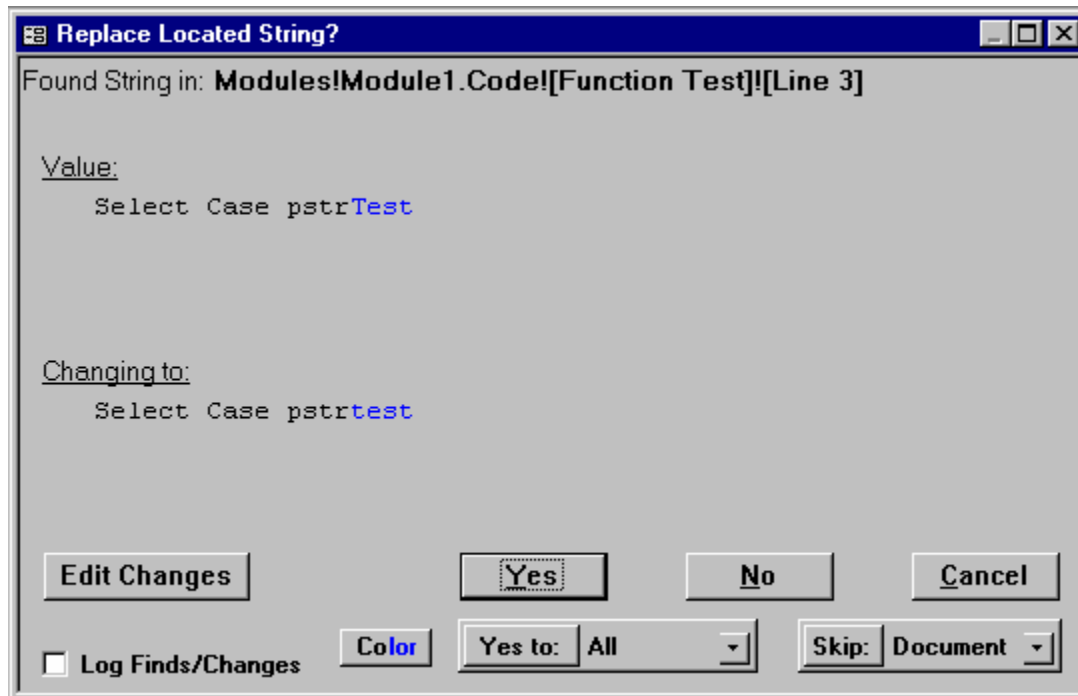 Replace Located String?
Found String in: Modules!Module1.Code![Function Test]![Line 3]
Value:
Select Case pstrTest
Changing to:
Select Case pstrtest
Edit Changes Yes No Cancel
Log Finds/Changes Color Yes to: All Skip: Document